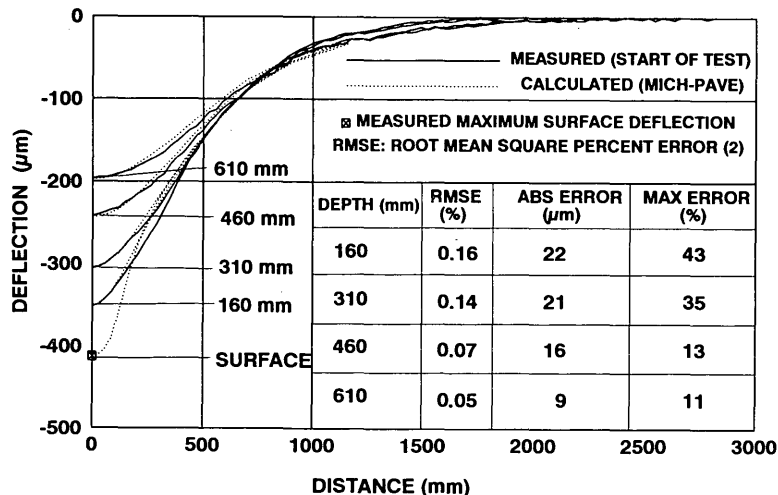 0
-100
-200
-300
-400
-500
DEFLECTION (µm)
MEASURED (START OF TEST)
CALCULATED (MICH-PAVE)
MEASURED MAXIMUM SURFACE DEFLECTION
RMSE: ROOT MEAN SQUARE PERCENT ERROR (2)
610 mm
460 mm
310 mm
160 mm
SURFACE
DEPTH (mm) RMSE (%) ABS ERROR (µm) MAX ERROR (%)
160 0.16 22 43
310 0.14 21 35
460 0.07 16 13
610 0.05 9 11
0 500 1000 1500 2000 2500 3000
DISTANCE (mm)